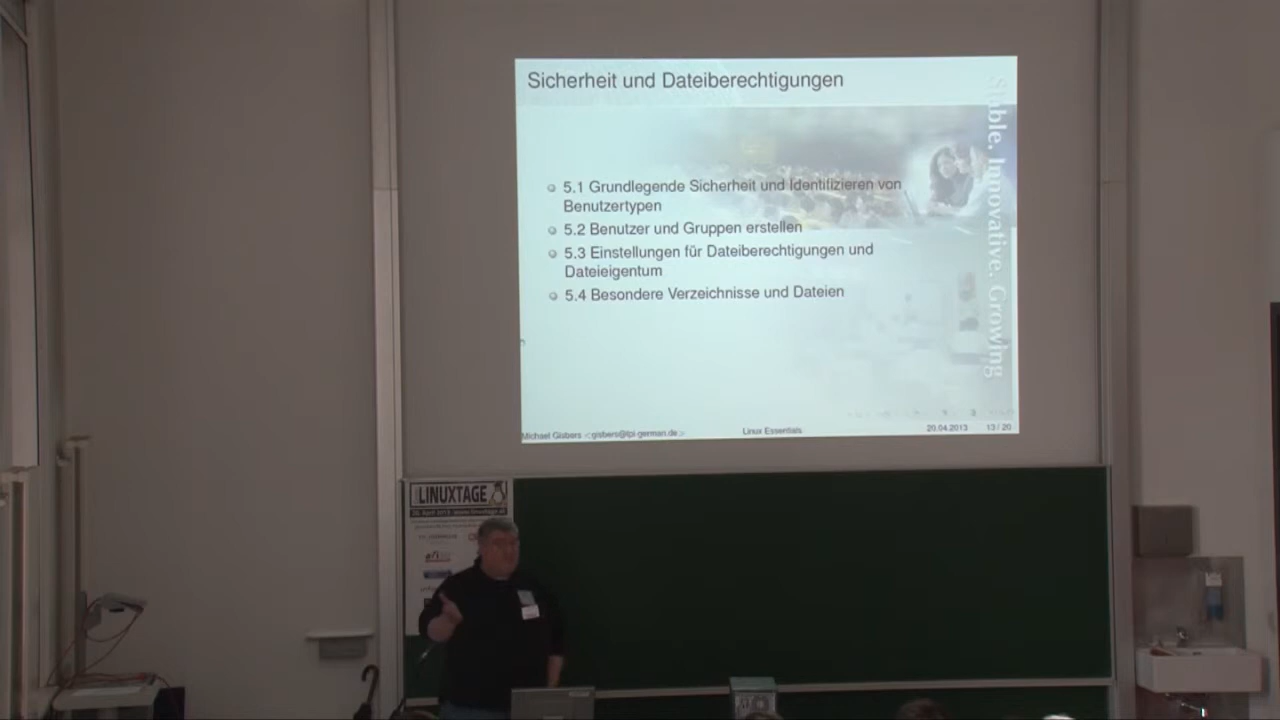 Sicherheit und Dateiberechtigungen
5.1 Grundlegende Sicherheit und Identifizieren von
Benutzertypen
5.2 Benutzer und Gruppen erstellen
5.3 Einstellungen für Dateiberechtigungen und
Dateieigentum
5.4 Besondere Verzeichnisse und Dateien
Stable. Innovative. Growing
Michael Gisbers <gisbers@lpi-german.de>
Linux Essentials
20.04.2013
13 / 20
LINUXTAGE